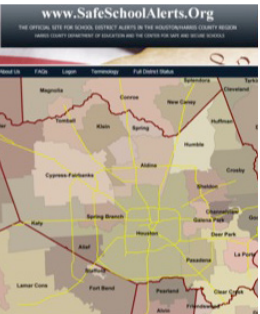 www.SafeSchoolAlerts.Org
THE OFFICIAL SITE FOR SCHOOL DISTRICT ALERTS IN THE HOUSTON/HARRIS COUNTY REGION
HARRIS COUNTY DEPARTMENT OF EDUCATION AND THE CENTER FOR SAFE AND SECURE SCHOOLS
About Us FAQs Logon Terminology Full District Status
Splendora
Magnolia
Cleveland
Conroe
New Caney
Tomball
Huffman
Klein
Spring
Humble
Aldine
Crosby
Cypress-Fairbanks
Sheldon
Channelview
Spring Branch
Galena Park
Katy
Houston
Deer Park
Alief
La Porte
Pasadena
Stafford
Lamar Cons
Fort Bend
Pearland
Clear Creek
Friendswood
Alvin